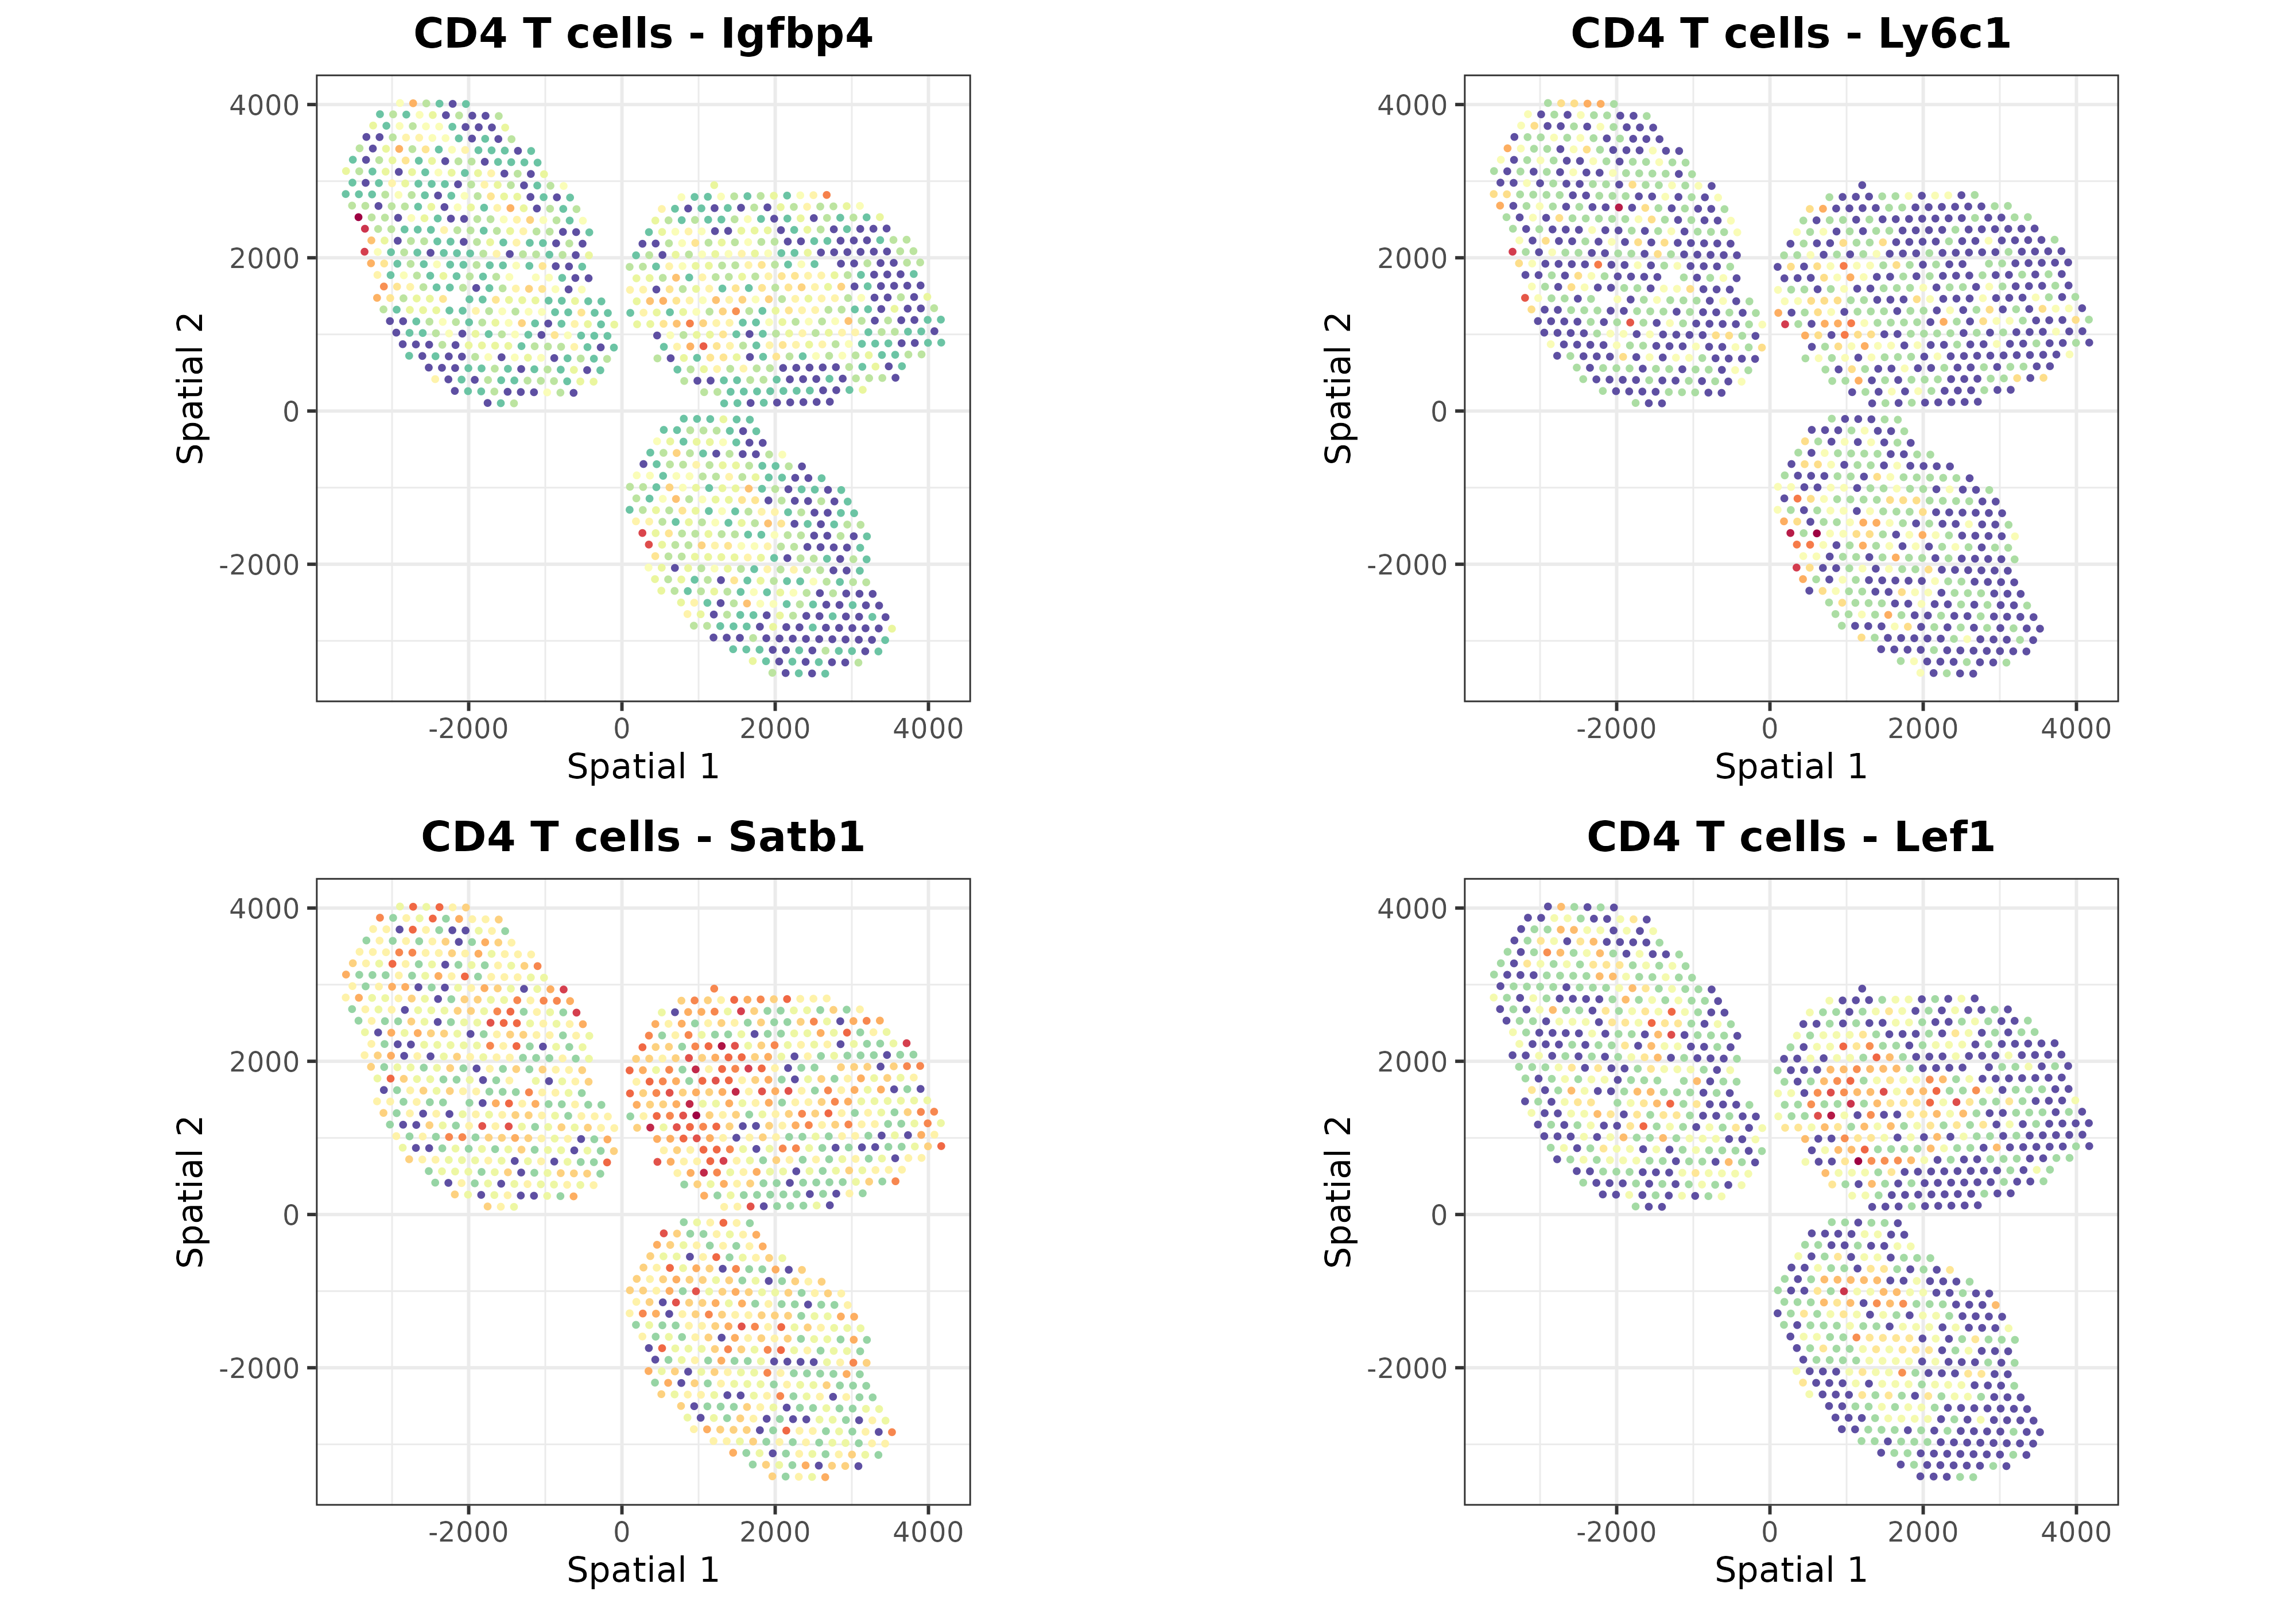 CD4 T cells - Igfbp4
4000
2000
0
-2000
Spatial 2
-2000 0 2000 4000
Spatial 1
CD4 T cells - Ly6c1
4000
2000
0
-2000
Spatial 2
-2000 0 2000 4000
Spatial 1
CD4 T cells - Satb1
4000
2000
0
-2000
Spatial 2
-2000 0 2000 4000
Spatial 1
CD4 T cells - Lef1
4000
2000
0
-2000
Spatial 2
-2000 0 2000 4000
Spatial 1